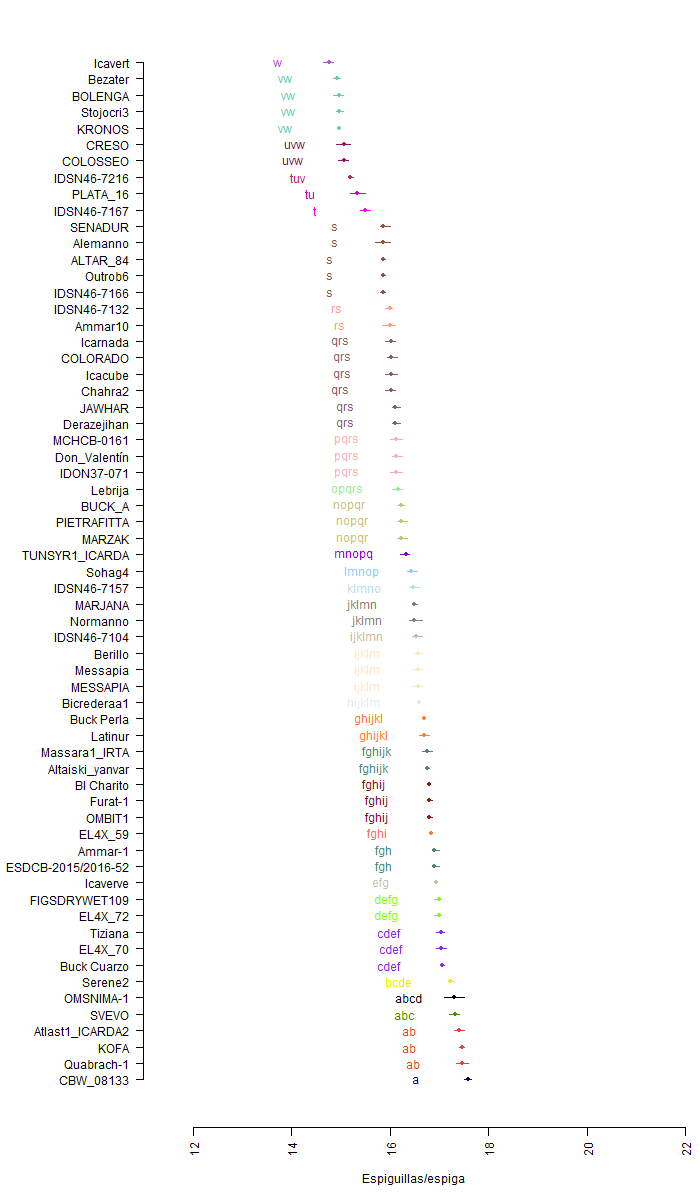 Icavert w
Bezater vw
BOLENGA vw
Stojocri3 vw
KRONOS vw
CRESO uvw
COLOSSEO uvw
IDSN46-7216 tuv
PLATA_16 tu
IDSN46-7167 t
SENADUR s
Alemanno s
ALTAR_84 s
Outrob6 s
IDSN46-7166 s
IDSN46-7132 rs
Ammar10 rs
Icarnada qrs
COLORADO qrs
Icacube qrs
Chahra2 qrs
JAWHAR qrs
Derazejihan qrs
MCHCB-0161 pqrs
Don_Valentín pqrs
IDON37-071 pqrs
Lebrija opqrs
BUCK_A nopqr
PIETRAFITTA nopqr
MARZAK nopqr
TUNSYR1_ICARDA mnopq
Sohag4 lmnop
IDSN46-7157 klmno
MARJANA jklmn
Normanno jklmn
IDSN46-7104 ijklmn
Berillo ijklm
Messapia ijklm
MESSAPIA ijklm
Bicrederaa1 hijklm
Buck Perla ghijkl
Latinur ghijkl
Massara1_IRTA fghijk
Altaiski_yanvar fghijk
BI Charito fghij
Furat-1 fghij
OMBIT1 fghij
EL4X_59 fghi
Ammar-1 fgh
ESDCB-2015/2016-52 fgh
Icaverve efg
FIGSDRYWET109 defg
EL4X_72 defg
Tiziana cdef
EL4X_70 cdef
Buck Cuarzo cdef
Serene2 bcde
OMSNIMA-1 abcd
SVEVO abc
Atlast1_ICARDA2 ab
KOFA ab
Quabrach-1 ab
CBW_08133 a
12 14 16 18 20 22
Espiguillas/espiga